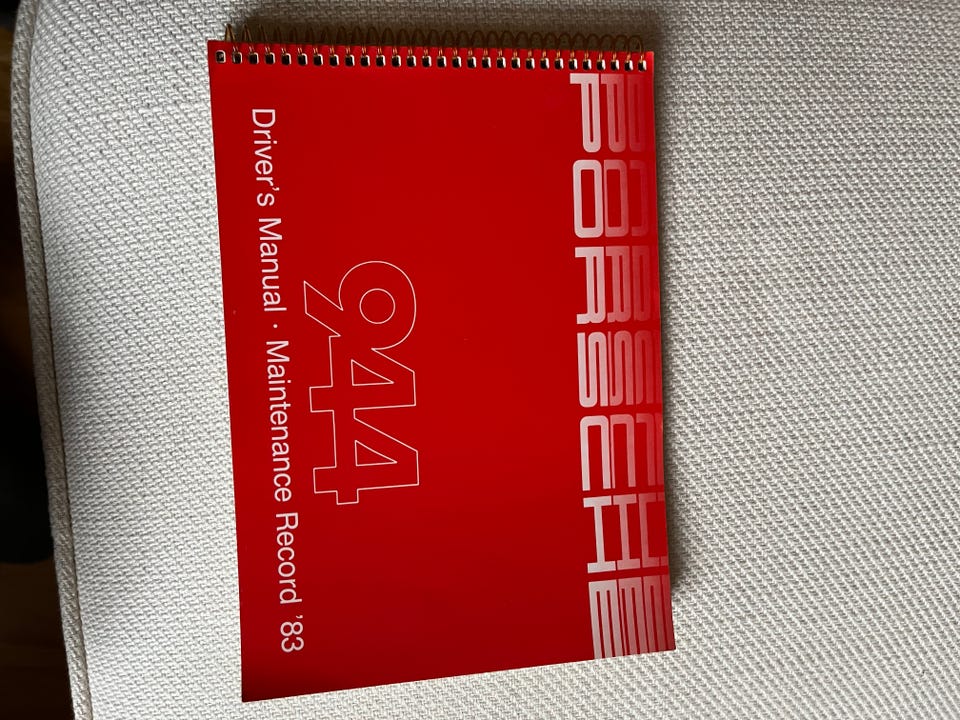 PORSCHE
944
Driver's Manual · Maintenance Record '83